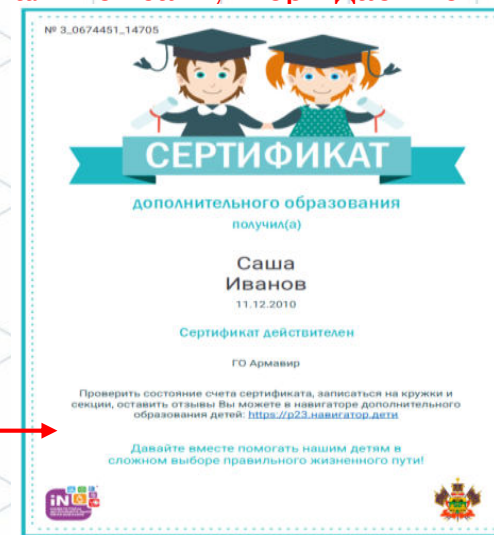 № 3_0674451_14705
СЕРТИФИКАТ
дополнительного образования
получил(а)
Саша
Иванов
11.12.2010
Сертификат действителен
ГО Армавир
Проверить состояние счета сертификата, записаться на кружки и
секции, оставить отзывы Вы можете в навигаторе дополнительного
образования детей: https://р23.навигатор.дети
Давайте вместе помогать нашим детям в
сложном выборе правильного жизненного пути!
iN